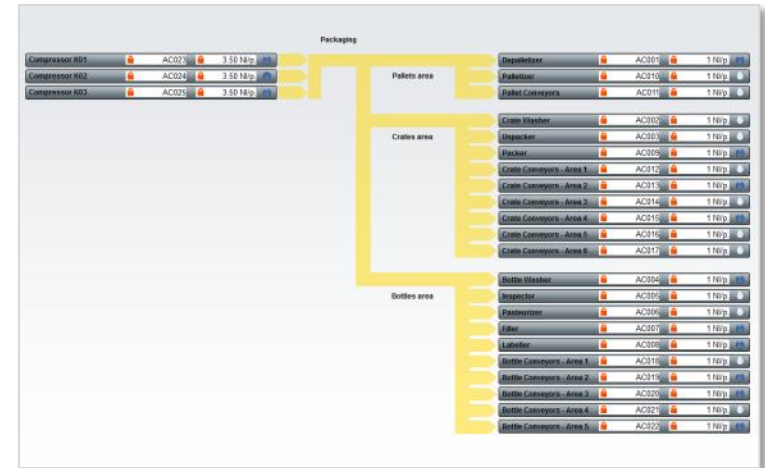 Packaging
Compressor K01 AC023 3.50 Nl/p
Compressor K02 AC024 3.50 Nl/p
Compressor K03 AC025 3.50 Nl/p
Pallets area
Depalletizer AC001 1 Nl/p
Palletizer AC010 1 Nl/p
Pallet Conveyors AC011 1 Nl/p
Crates area
Crate Washer AC002 1 Nl/p
Unpacker AC003 1 Nl/p
Packer AC009 1 Nl/p
Crate Conveyors - Area 1 AC012 1 Nl/p
Crate Conveyors - Area 2 AC013 1 Nl/p
Crate Conveyors - Area 3 AC014 1 Nl/p
Crate Conveyors - Area 4 AC015 1 Nl/p
Crate Conveyors - Area 5 AC016 1 Nl/p
Crate Conveyors - Area 6 AC017 1 Nl/p
Bottles area
Bottle Washer AC004 1 Nl/p
Inspector AC005 1 Nl/p
Pasteurizer AC006 1 Nl/p
Filler AC007 1 Nl/p
Labeller AC008 1 Nl/p
Bottle Conveyors - Area 1 AC018 1 Nl/p
Bottle Conveyors - Area 2 AC019 1 Nl/p
Bottle Conveyors - Area 3 AC020 1 Nl/p
Bottle Conveyors - Area 4 AC021 1 Nl/p
Bottle Conveyors - Area 5 AC022 1 Nl/p